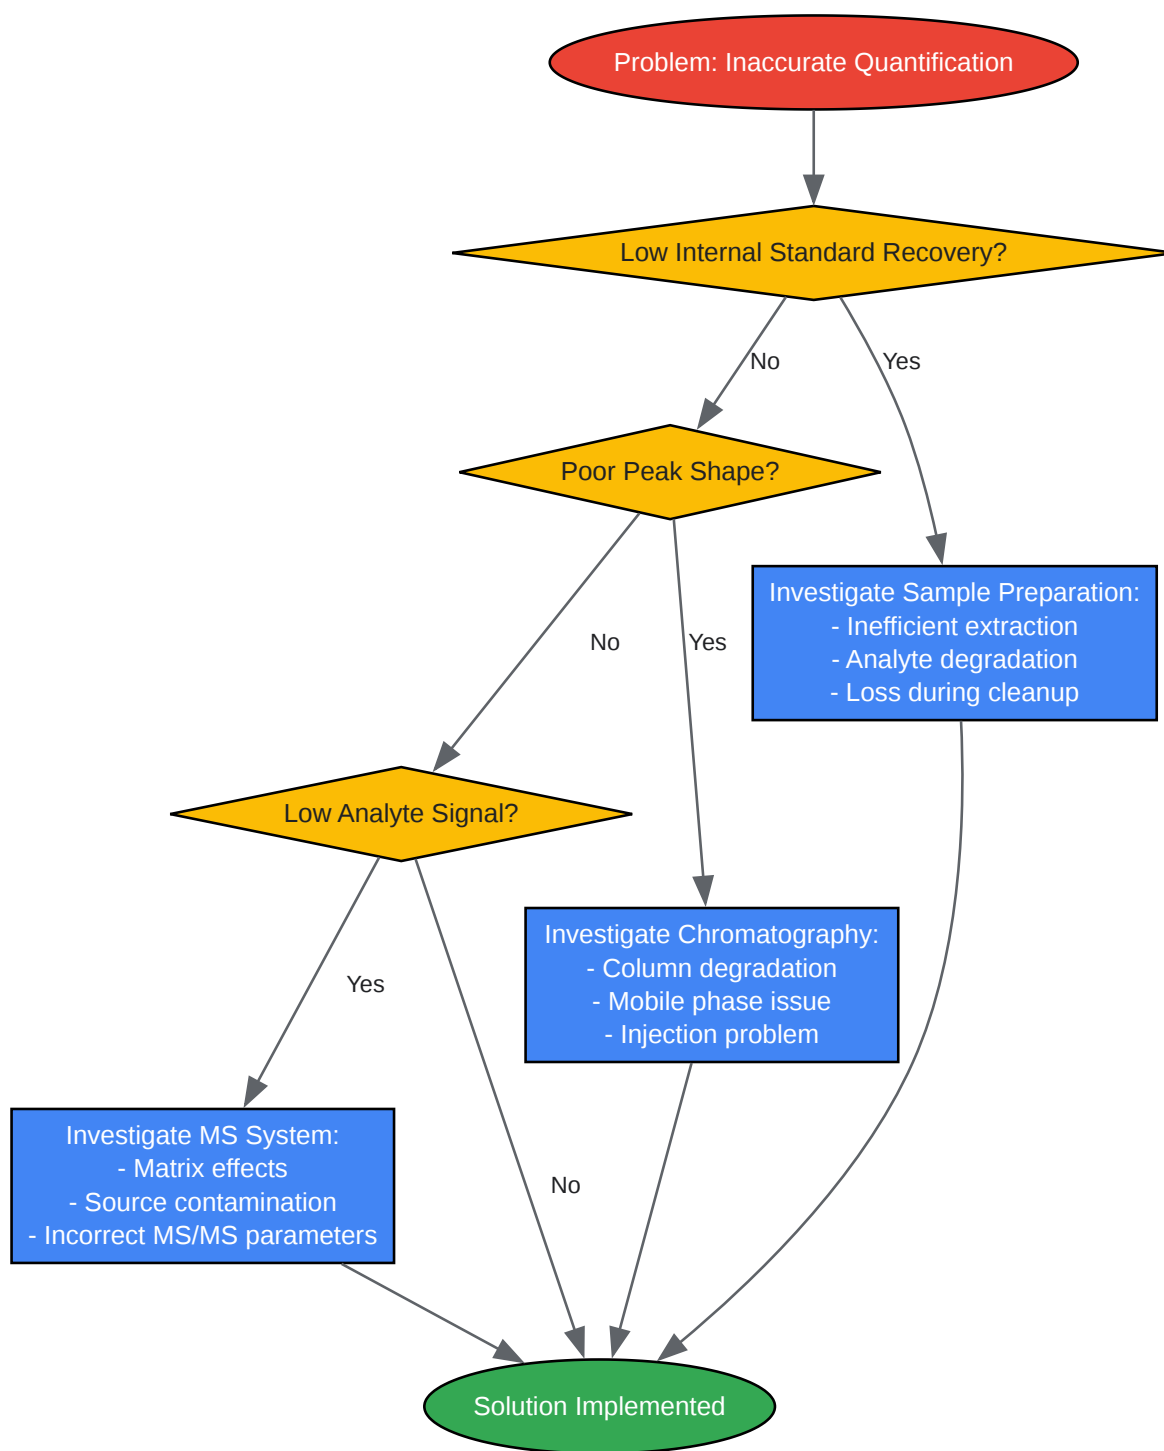 Problem: Inaccurate Quantification
Low Internal Standard Recovery?
No
Yes
Poor Peak Shape?
Investigate Sample Preparation:
- Inefficient extraction
- Analyte degradation
- Loss during cleanup
No
Yes
Low Analyte Signal?
Investigate Chromatography:
- Column degradation
- Mobile phase issue
- Injection problem
Yes
Investigate MS System:
- Matrix effects
- Source contamination
- Incorrect MS/MS parameters
No
Solution Implemented